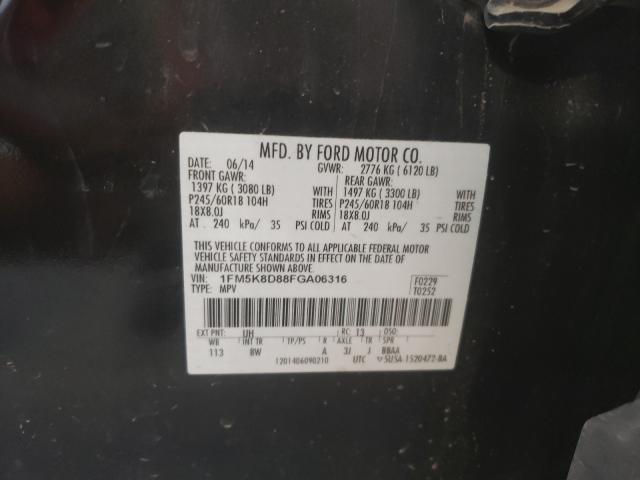 MFD. BY FORD MOTOR CO.
DATE: 06/14 GVWR: 2776 KG ( 6120 LB)
FRONT GAWR: REAR GAWR:
1397 KG ( 3080 LB) WITH 1497 KG ( 3300 LB) WITH
P245/60R18 104H TIRES P245/60R18 104H TIRES
18X8.0J RIMS 18X8.0J RIMS
AT 240 kPa/ 35 PSI COLD AT 240 kPa/ 35 PSI COLD
THIS VEHICLE CONFORMS TO ALL APPLICABLE FEDERAL MOTOR
VEHICLE SAFETY STANDARDS IN EFFECT ON THE DATE OF
MANUFACTURE SHOWN ABOVE.
VIN: 1FM5K8D88FGA06316 F0229
TYPE: MPV T0252
EXT PNT: UH RC: 13 DSO:
WB INT TR TP/PS R AXLE TR SPR
113 8W A 3J J BBAA
1201406090210 UTC 5USA 1520472-BA